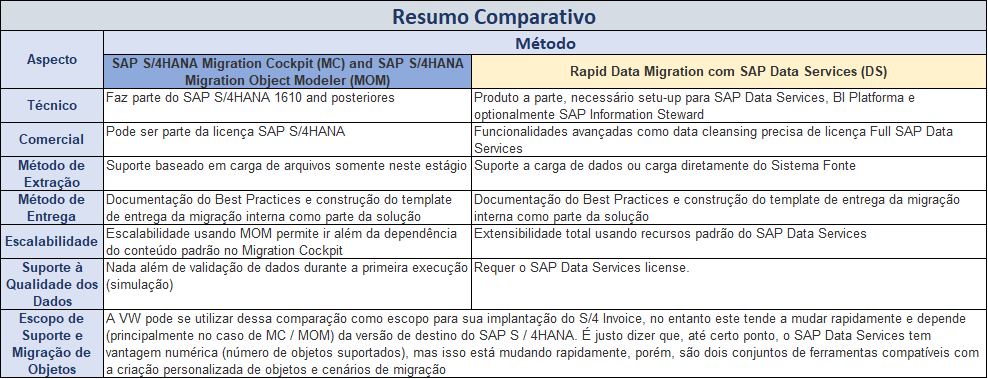 Resumo Comparativo
Aspecto
Método
SAP S/4HANA Migration Cockpit (MC) and SAP S/4HANA
Migration Object Modeler (MOM)
Rapid Data Migration com SAP Data Services (DS)
Técnico
Faz parte do SAP S/4HANA 1610 and posteriores
Produto a parte, necessário setu-up para SAP Data Services, BI Platforma e
optionalmente SAP Information Steward
Comercial
Pode ser parte da licença SAP S/4HANA
Funcionalidades avançadas como data cleansing precisa de licença Full SAP Data
Services
Método de
Extração
Suporte baseado em carga de arquivos somente neste estágio
Suporte a carga de dados ou carga diretamente do Sistema Fonte
Método de
Entrega
Documentação do Best Practices e construção do template
de entrega da migração interna como parte da solução
Documentação do Best Practices e construção do template de entrega da migração
interna como parte da solução
Escalabilidade
Escalabilidade usando MOM permite ir além da dependência
do conteúdo padrão no Migration Cockpit
Extensibilidade total usando recursos padrão do SAP Data Services
Suporte à
Qualidade dos
Dados
Nada além de validação de dados durante a primeira execução
(simulação)
Requer o SAP Data Services license.
Escopo de
Suporte e
Migração de
Objetos
A VW pode se utilizar dessa comparação como escopo para sua implantação do S/4 Invoice, no entanto este tende a mudar rapidamente e depende
(principalmente no caso de MC / MOM) da versão de destino do SAP S / 4HANA. É justo dizer que, até certo ponto, o SAP Data Services tem
vantagem numérica (número de objetos suportados), mas isso está mudando rapidamente, porém, são dois conjuntos de ferramentas compatíveis com
a criação personalizada de objetos e cenários de migração